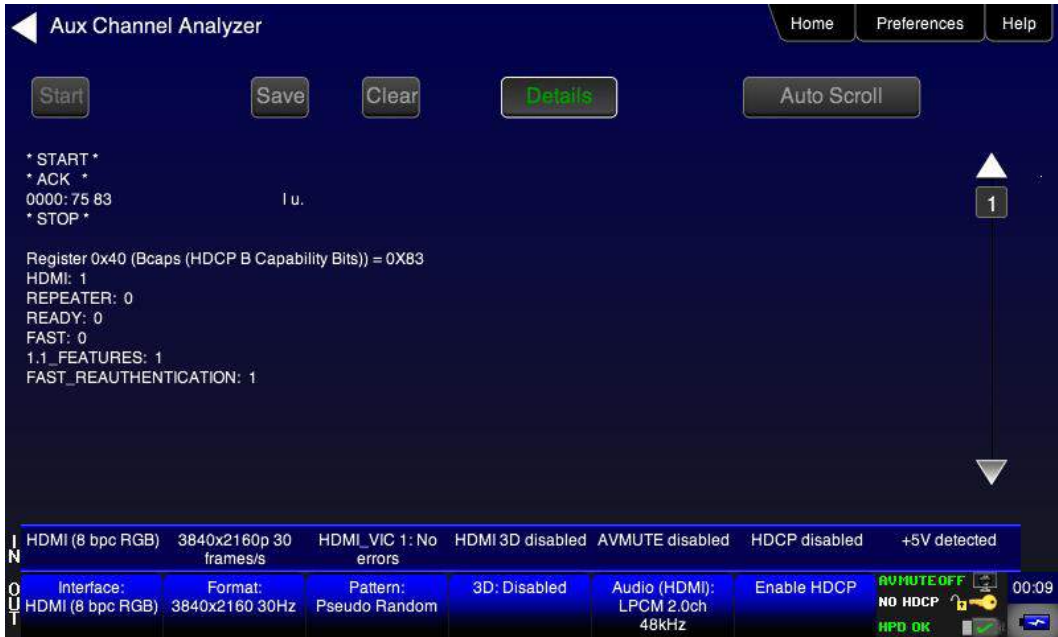 Aux Channel Analyzer
Home
Preferences
Help
Start
Save
Clear
Details
Auto Scroll
* START *
* ACK *
0000: 75 83 l u.
* STOP *
1
Register 0x40 (Bcaps (HDCP B Capability Bits)) = 0X83
HDMI: 1
REPEATER: 0
READY: 0
FAST: 0
1.1_FEATURES: 1
FAST_REAUTHENTICATION: 1
IN
HDMI (8 bpc RGB)
3840x2160p 30
frames/s
HDMI_VIC 1: No
errors
HDMI 3D disabled
AVMUTE disabled
HDCP disabled
+5V detected
OUT
Interface:
HDMI (8 bpc RGB)
Format:
3840x2160 30Hz
Pattern:
Pseudo Random
3D: Disabled
Audio (HDMI):
LPCM 2.0ch
48kHz
Enable HDCP
AVMUTE OFF
NO HDCP
HPD OK
00:09